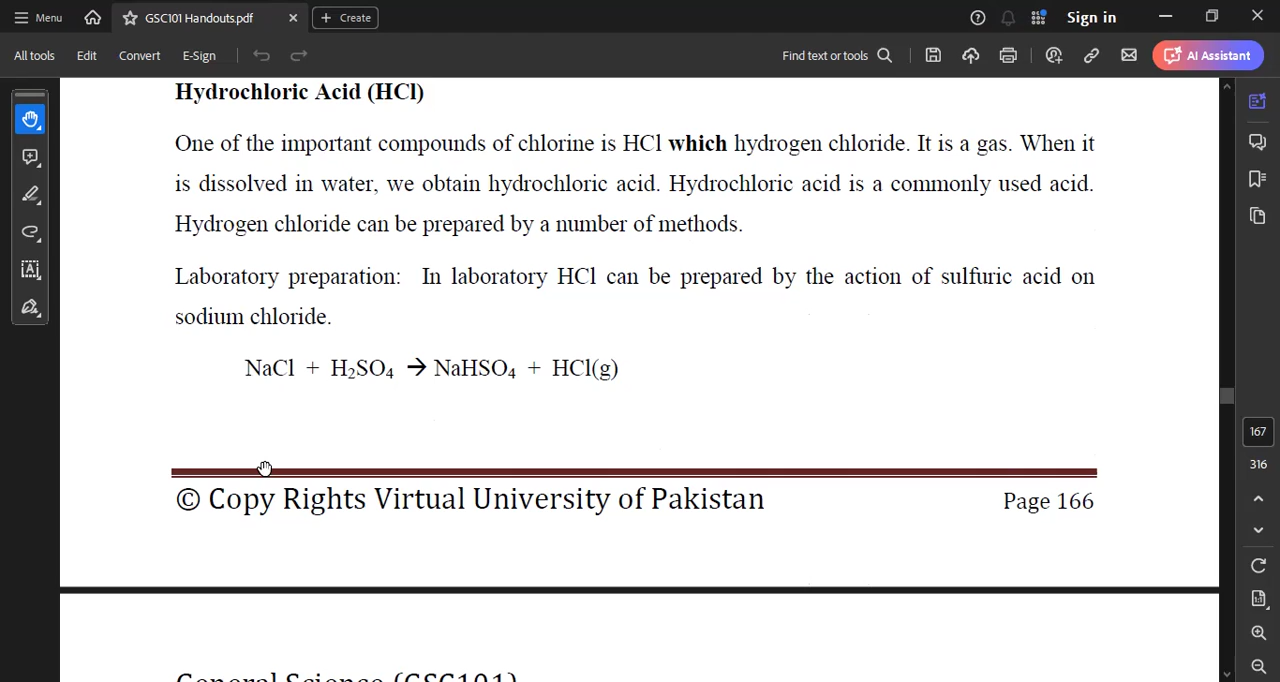 Menu
GSC101 Handouts.pdf
Create
Sign in
All tools
Edit
Convert
E-Sign
Find text or tools
AI Assistant
Hydrochloric Acid (HCl)
One of the important compounds of chlorine is HCl which hydrogen chloride. It is a gas. When it
is dissolved in water, we obtain hydrochloric acid. Hydrochloric acid is a commonly used acid.
Hydrogen chloride can be prepared by a number of methods.
Laboratory preparation: In laboratory HCl can be prepared by the action of sulfuric acid on
sodium chloride.
NaCl + H₂SO₄ → NaHSO₄ + HCl(g)
© Copy Rights Virtual University of Pakistan
Page 166
General Science (GSC101)
167
316